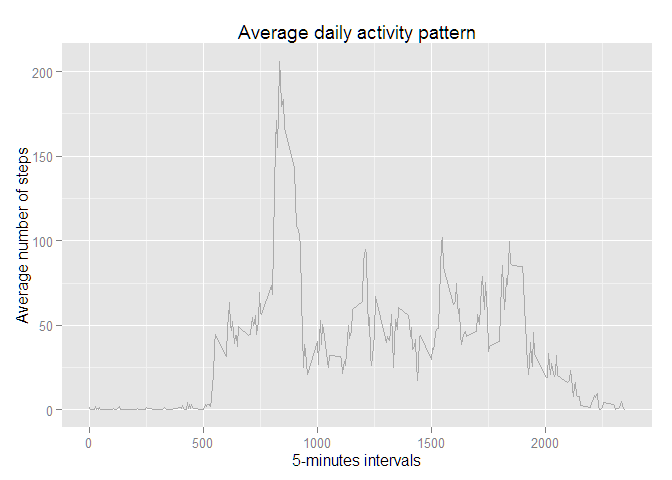 Average daily activity pattern
Average number of steps
200
150
100
50
0
0 500 1000 1500 2000
5-minutes intervals